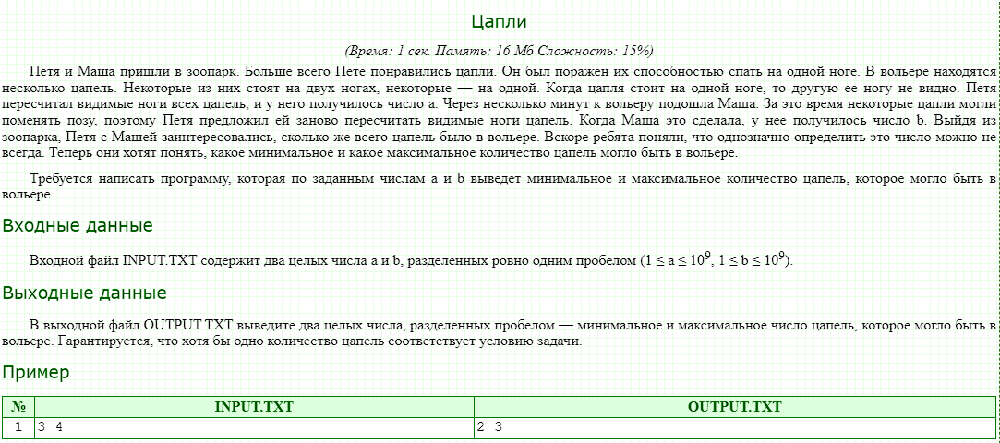 Цапли
(Время: 1 сек. Память: 16 Мб Сложность: 15%)
Петя и Маша пришли в зоопарк. Больше всего Пете понравились цапли. Он был поражен их способностью спать на одной ноге. В вольере находятся
несколько цапель. Некоторые из них стоят на двух ногах, некоторые — на одной. Когда цапля стоит на одной ноге, то другую ее ногу не видно. Петя
пересчитал видимые ноги всех цапель, и у него получилось число a. Через несколько минут к вольеру подошла Маша. За это время некоторые цапли могли
поменять позу, поэтому Петя предложил ей заново пересчитать видимые ноги цапель. Когда Маша это сделала, у нее получилось число b. Выйдя из
зоопарка, Петя с Машей заинтересовались, сколько же всего цапель было в вольере. Вскоре ребята поняли, что однозначно определить это число можно не
всегда. Теперь они хотят понять, какое минимальное и какое максимальное количество цапель могло быть в вольере.
Требуется написать программу, которая по заданным числам a и b выведет минимальное и максимальное количество цапель, которое могло быть в
вольере.
Входные данные
Входной файл INPUT.TXT содержит два целых числа a и b, разделенных ровно одним пробелом (1 ≤ a ≤ 10⁹, 1 ≤ b ≤ 10⁹).
Выходные данные
В выходной файл OUTPUT.TXT выведите два целых числа, разделенных пробелом — минимальное и максимальное число цапель, которое могло быть в
вольере. Гарантируется, что хотя бы одно количество цапель соответствует условию задачи.
Пример
№ INPUT.TXT OUTPUT.TXT
1 3 4 2 3